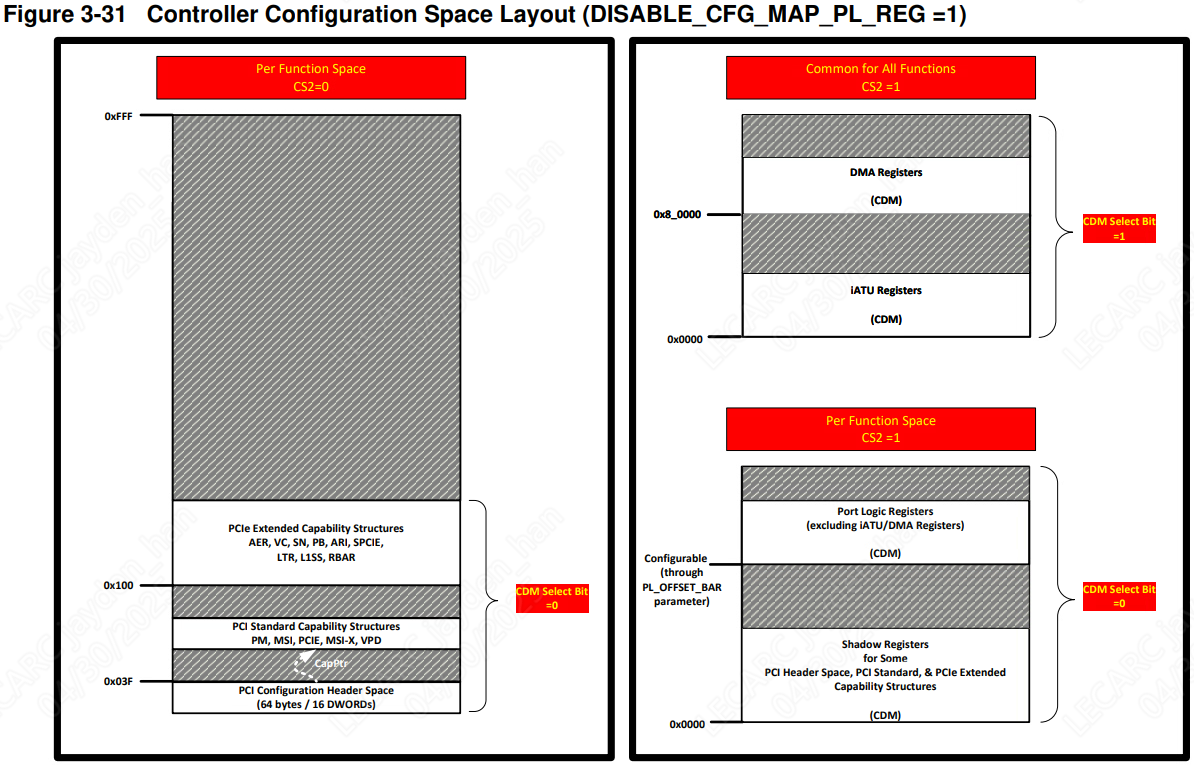 Figure 3-31 Controller Configuration Space Layout (DISABLE_CFG_MAP_PL_REG =1)
Per Function Space
CS2=0
0xFFF
PCIe Extended Capability Structures
AER, VC, SN, PB, ARI, SPCIE,
LTR, L1SS, RBAR
0x100
CDM Select Bit
=0
PCI Standard Capability Structures
PM, MSI, PCIE, MSI-X, VPD
CapPtr
0x03F
PCI Configuration Header Space
(64 bytes / 16 DWORDs)
Common for All Functions
CS2 =1
DMA Registers
(CDM)
0x8_0000
CDM Select Bit
=1
iATU Registers
(CDM)
0x0000
Per Function Space
CS2 =1
Port Logic Registers
(excluding iATU/DMA Registers)
(CDM)
Configurable
(through
PL_OFFSET_BAR
parameter)
CDM Select Bit
=0
Shadow Registers
for Some
PCI Header Space, PCI Standard, & PCIe Extended
Capability Structures
(CDM)
0x0000
LECARC jayden_han
04/30/2025